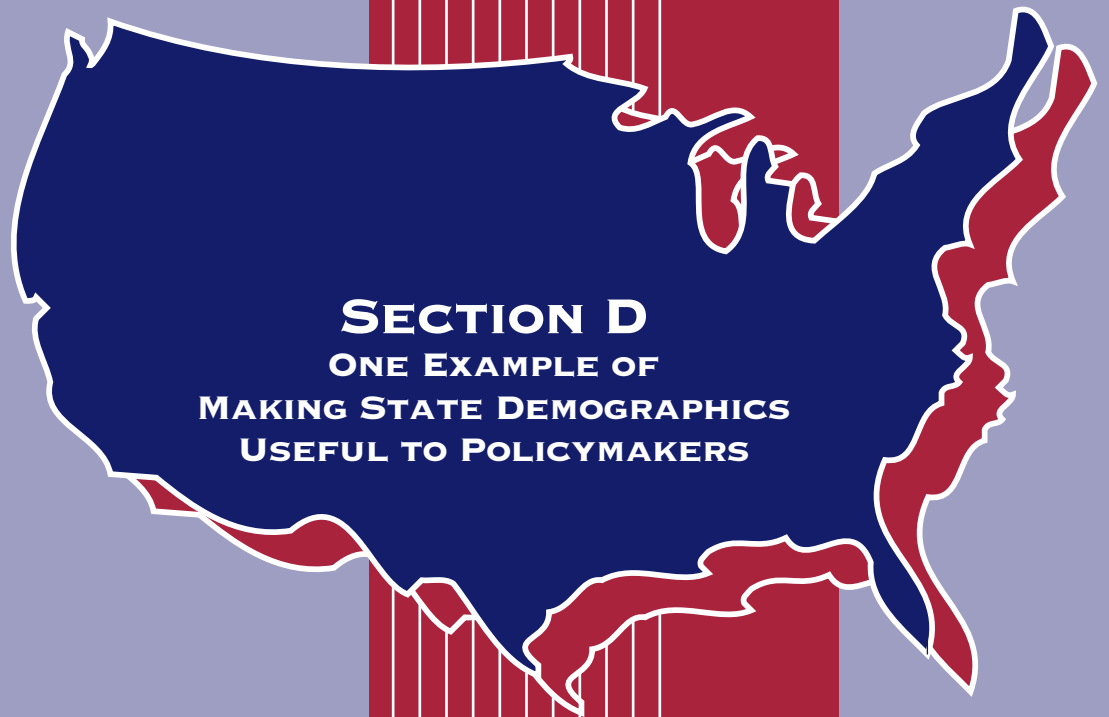 Section D
One Example of
Making State Demographics
Useful to Policymakers